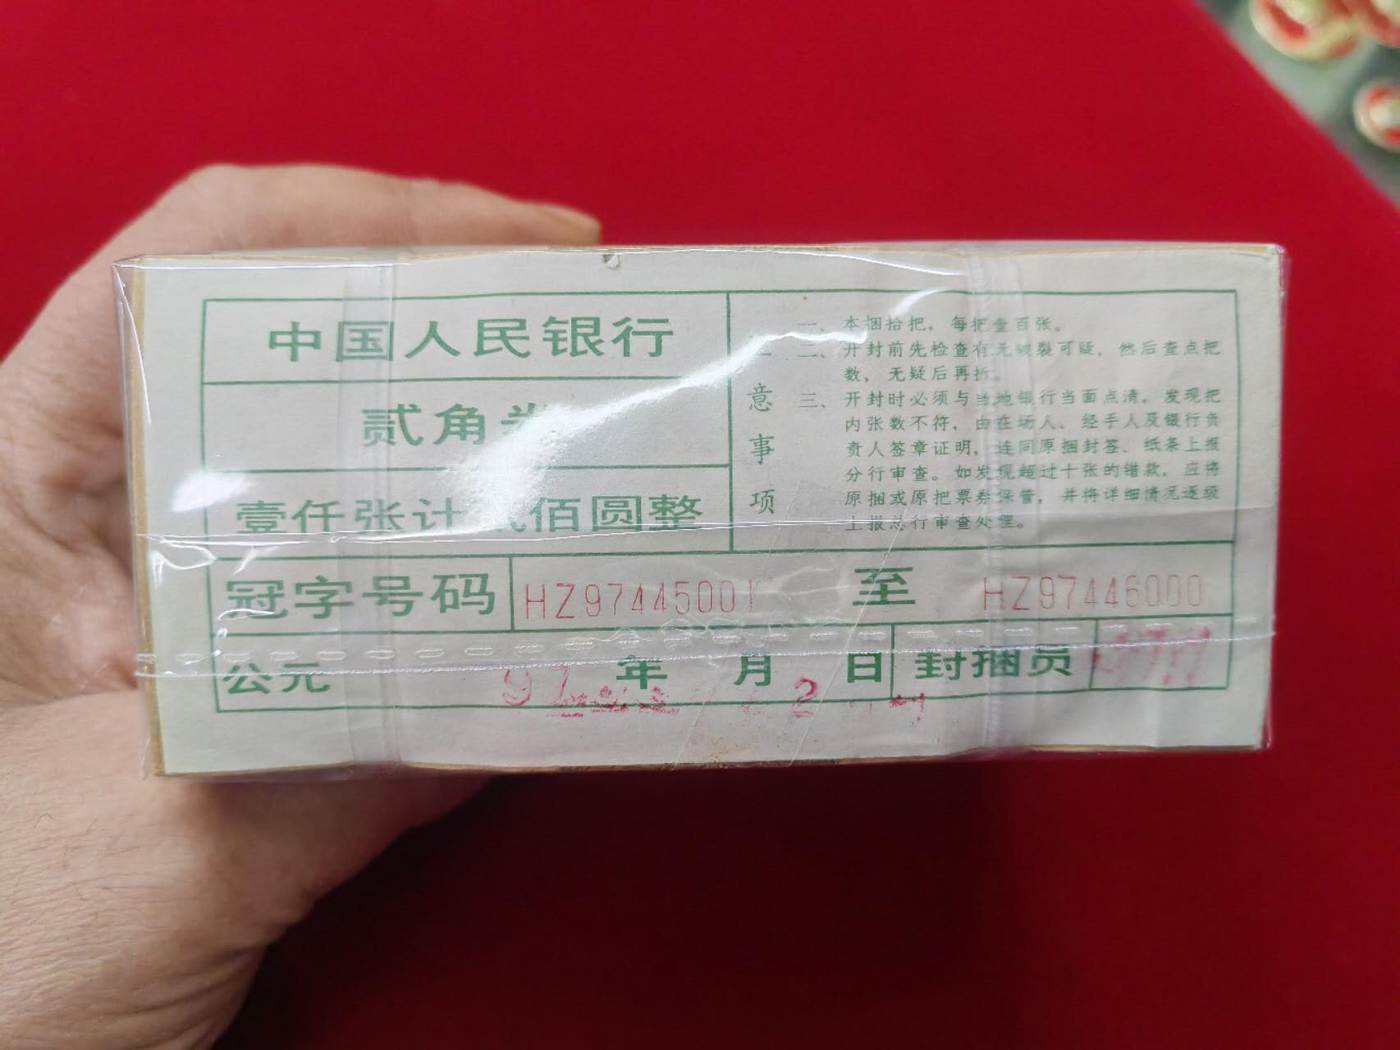 中国人民银行
贰角券
壹仟张计贰佰圆整
意事项
一、本捆拾把，每把壹百张。
二、开封前先检查有无破裂可疑，然后查点把
数，无疑后再拆。
三、开封时必须与当地银行当面点清，发现把
内张数不符，由在场人、经手人及银行负
责人签章证明，连同原捆封签、纸条上报
分行审查。如发现超过十张的错款，应将
原捆或原把票券保管，并将详细情况逐级
上报总行审查处理。
冠字号码 HZ97445001 至 HZ97446000
公元 97 年 月 2 日 封捆员